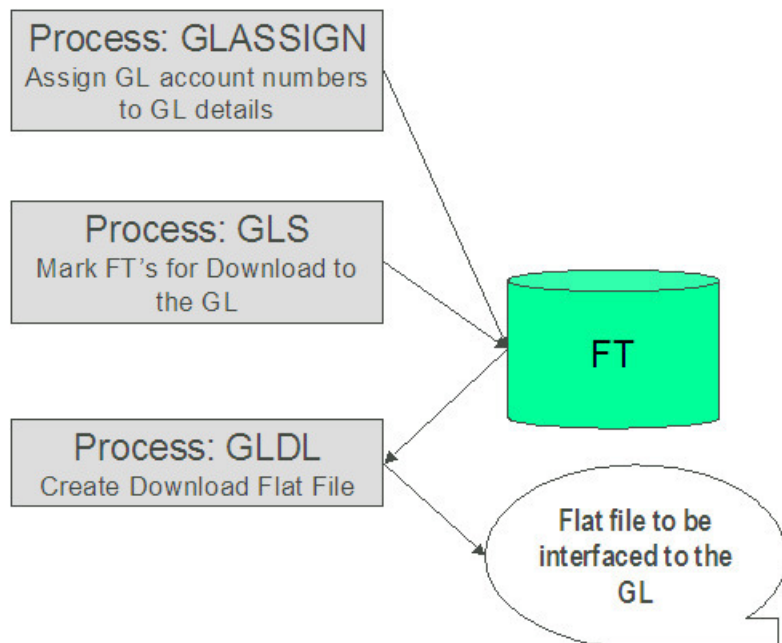 Process: GLASSIGN
Assign GL account numbers
to GL details
Process: GLS
Mark FT's for Download to
the GL
FT
Process: GLDL
Create Download Flat File
Flat file to be
interfaced to the
GL